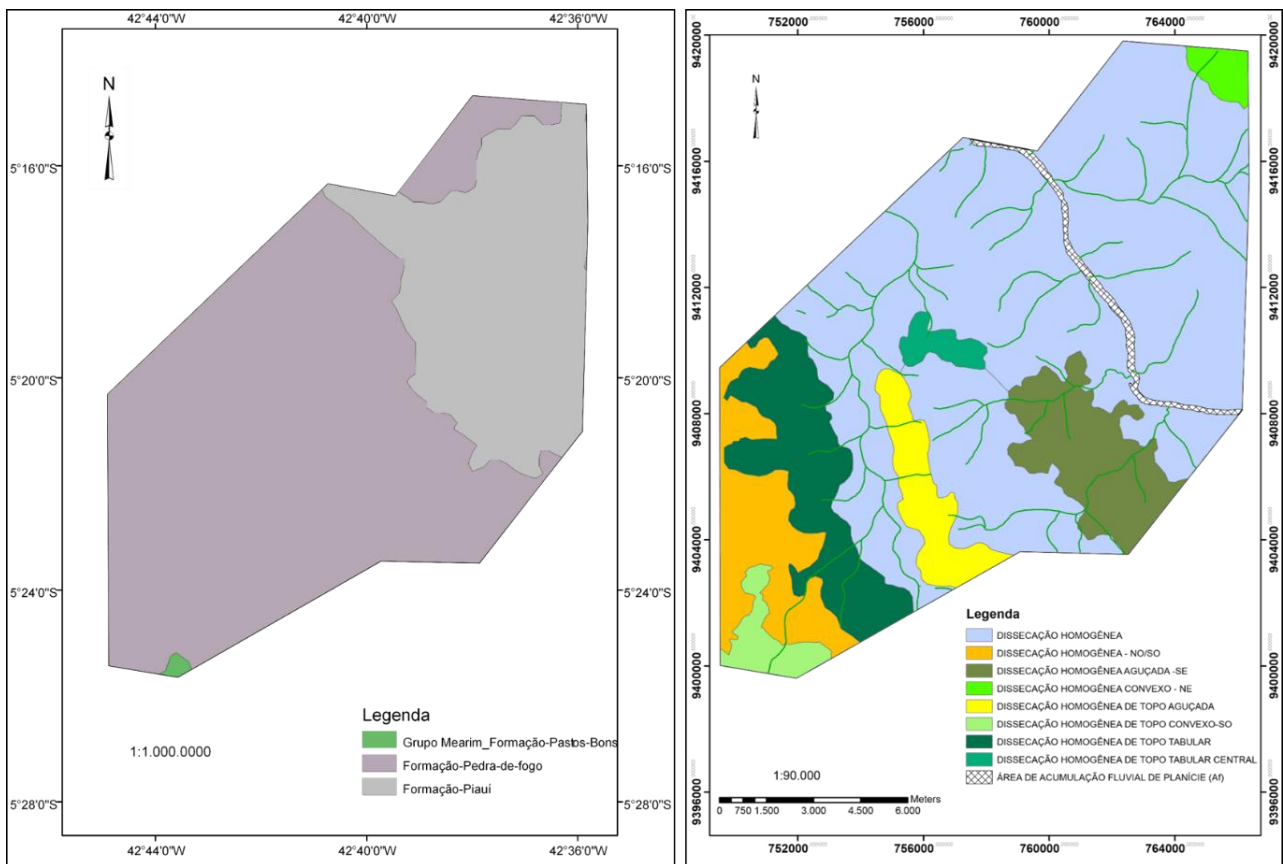 42°44'0"W 42°40'0"W 42°36'0"W
N
5°16'0"S
5°16'0"S
5°20'0"S
5°20'0"S
5°24'0"S
5°24'0"S
5°28'0"S
5°28'0"S
Legenda
Grupo Mearim_Formação-Pastos-Bons
Formação-Pedra-de-fogo
Formação-Piauí
1:1.000.0000
42°44'0"W 42°40'0"W 42°36'0"W
752000 756000 760000 764000
N
9420000
9420000
9416000
9416000
9412000
9412000
9408000
9408000
9404000
9404000
9400000
9400000
9396000
9396000
Legenda
DISSECAÇÃO HOMOGÊNEA
DISSECAÇÃO HOMOGÊNEA - NO/SO
DISSECAÇÃO HOMOGÊNEA AGUÇADA -SE
DISSECAÇÃO HOMOGÊNEA CONVEXO - NE
DISSECAÇÃO HOMOGÊNEA DE TOPO AGUÇADA
DISSECAÇÃO HOMOGÊNEA DE TOPO CONVEXO-SO
DISSECAÇÃO HOMOGÊNEA DE TOPO TABULAR
DISSECAÇÃO HOMOGÊNEA DE TOPO TABULAR CENTRAL
ÁREA DE ACUMULAÇÃO FLUVIAL DE PLANÍCIE (Af)
1:90.000
Meters
0 750 1.500 3.000 4.500 6.000
752000 756000 760000 764000